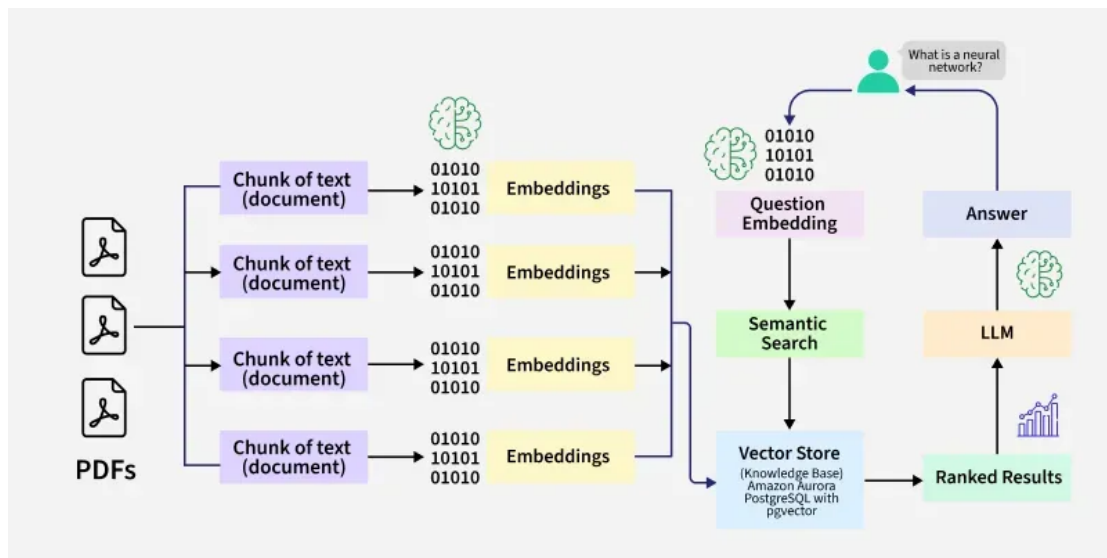 What is a neural
network?
01010
10101
01010
Chunk of text
(document)
01010
10101
01010
Embeddings
Question
Embedding
Answer
Chunk of text
(document)
01010
10101
01010
Embeddings
Semantic
Search
LLM
Chunk of text
(document)
01010
10101
01010
Embeddings
Chunk of text
(document)
01010
10101
01010
Embeddings
Vector Store
(Knowledge Base)
Amazon Aurora
PostgreSQL with
pgvector
Ranked Results
PDFs